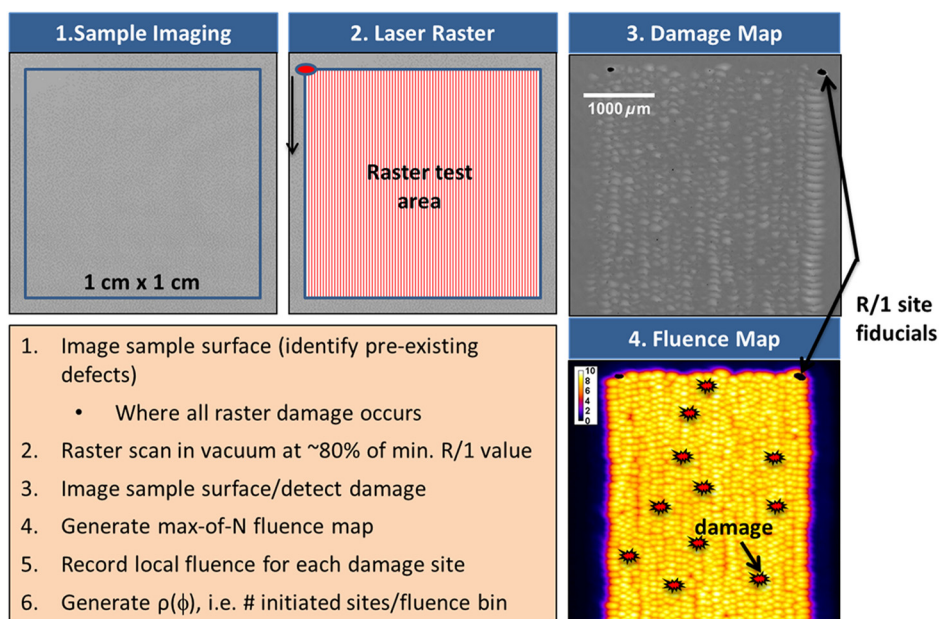 1.Sample Imaging
2. Laser Raster
3. Damage Map
1 cm x 1 cm
Raster test
area
1000 µm
R/1 site
fiducials
1. Image sample surface (identify pre-existing
defects)
• Where all raster damage occurs
2. Raster scan in vacuum at ~80% of min. R/1 value
3. Image sample surface/detect damage
4. Generate max-of-N fluence map
5. Record local fluence for each damage site
6. Generate ρ(ϕ), i.e. # initiated sites/fluence bin
4. Fluence Map
10
8
6
4
2
0
damage